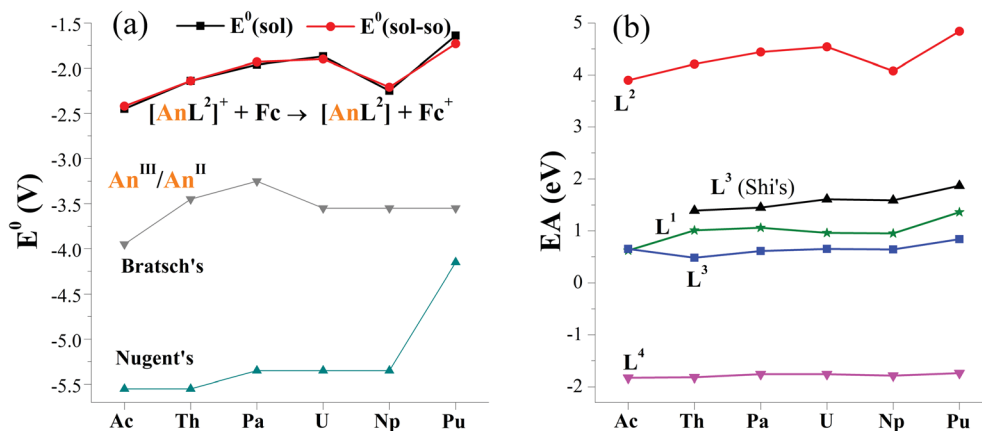 (a) E⁰(sol) E⁰(sol-so)
[AnL²]⁺ + Fc → [AnL²] + Fc⁺
Anᴵᴵᴵ/Anᴵᴵ
Bratsch's
Nugent's
E⁰ (V)
-1.5
-2.0
-2.5
-3.0
-3.5
-4.0
-4.5
-5.0
-5.5
Ac Th Pa U Np Pu
(b)
L²
L³ (Shi's)
L¹
L³
L⁴
EA (eV)
5
4
3
2
1
0
-1
-2
Ac Th Pa U Np Pu